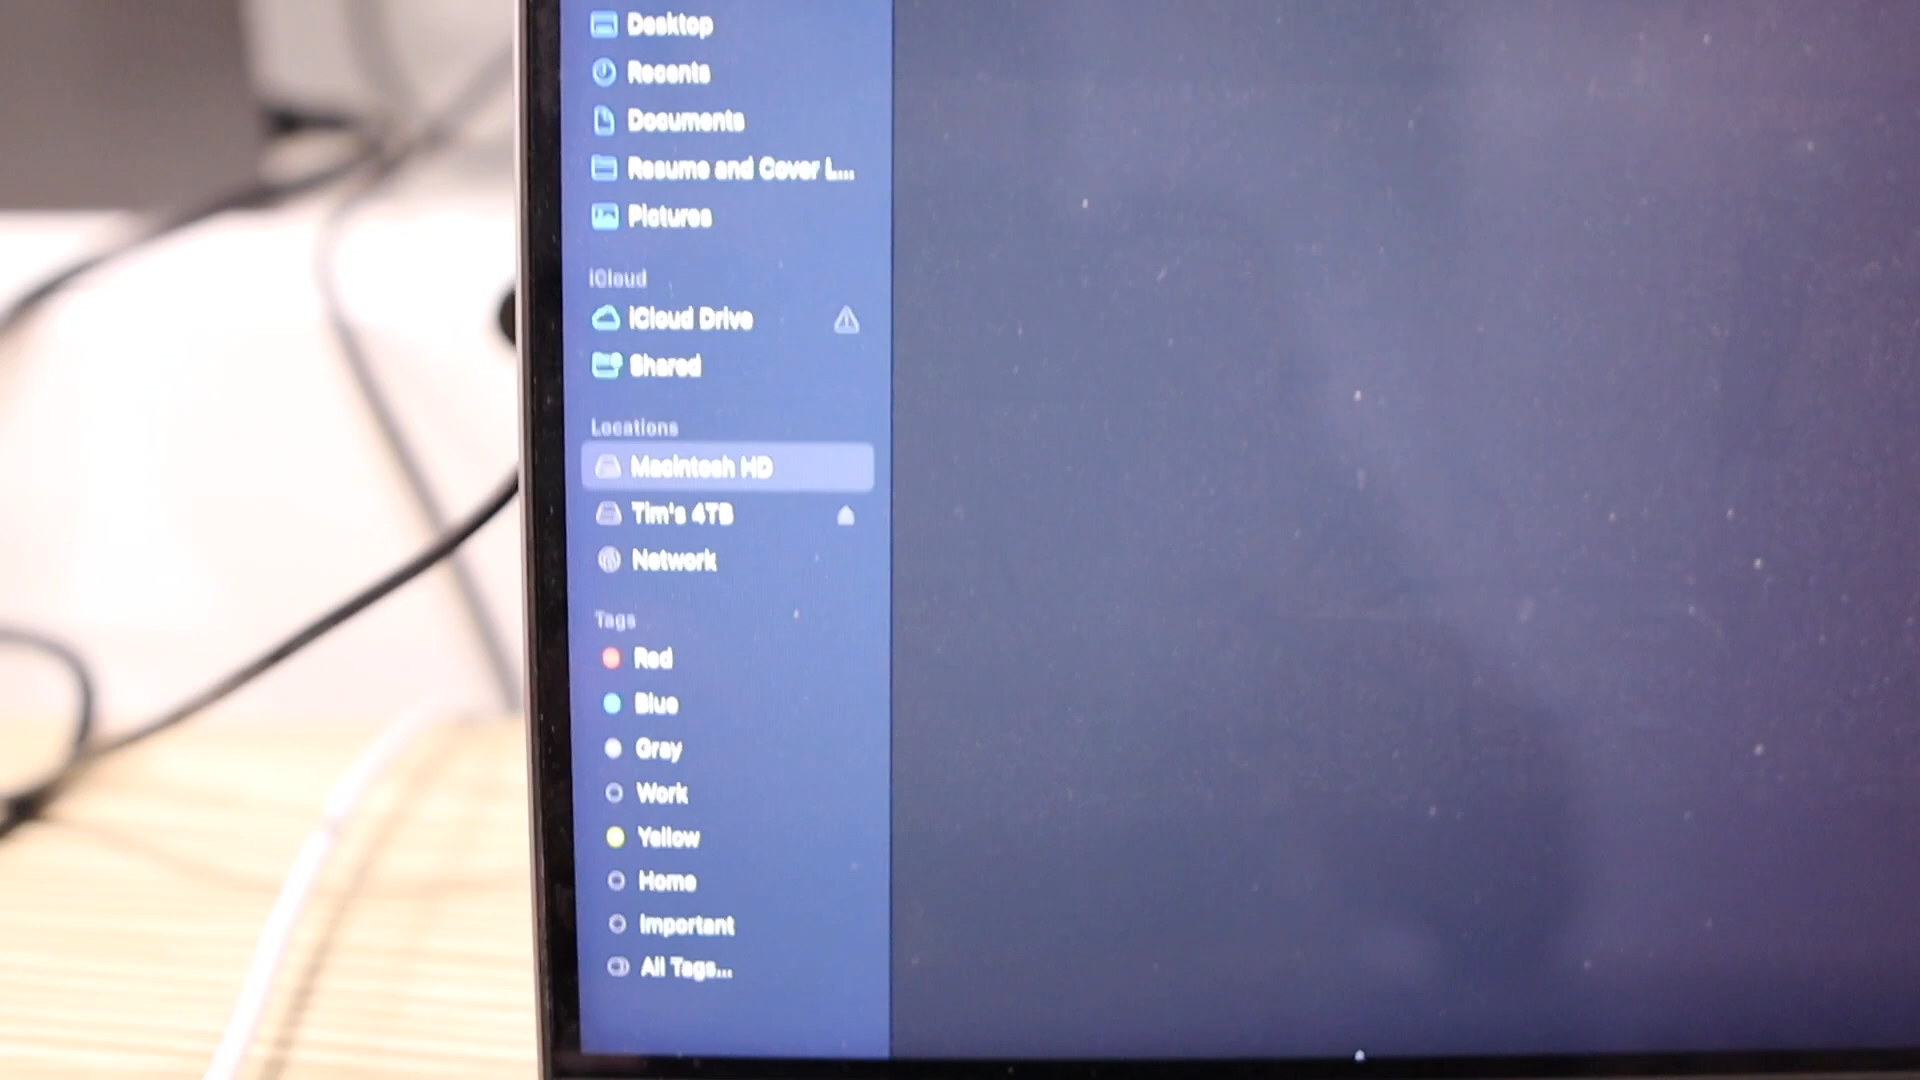 Desktop
Recents
Documents
Resume and Cover L...
Pictures
iCloud
iCloud Drive
Shared
Locations
Macintosh HD
Tim's 4TB
Network
Tags
Red
Blue
Gray
Work
Yellow
Home
Important
All Tags...